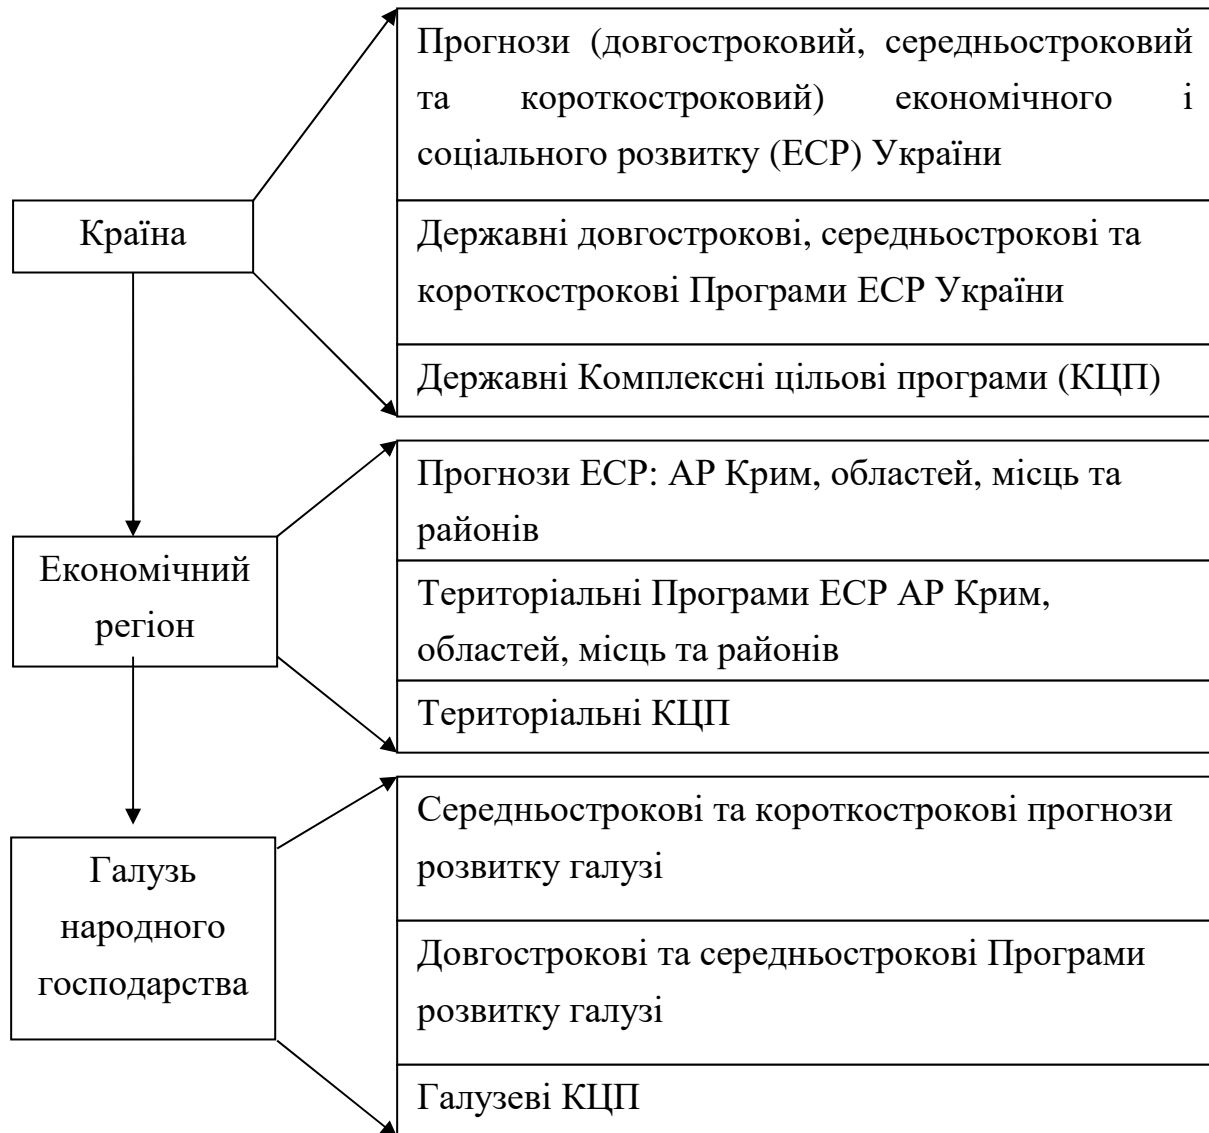 Прогнози (довгостроковий, середньостроковий
та короткостроковий) економічного і
соціального розвитку (ЕСР) України
Країна
Державні довгострокові, середньострокові та
короткострокові Програми ЕСР України
Державні Комплексні цільові програми (КЦП)
Прогнози ЕСР: АР Крим, областей, місць та
районів
Економічний
регіон
Територіальні Програми ЕСР АР Крим,
областей, місць та районів
Територіальні КЦП
Середньострокові та короткострокові прогнози
розвитку галузі
Галузь
народного
господарства
Довгострокові та середньострокові Програми
розвитку галузі
Галузеві КЦП